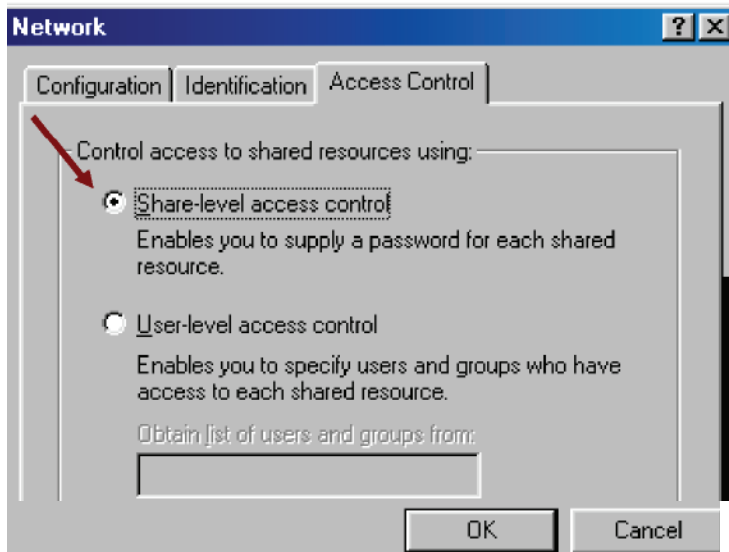 Network
Configuration Identification Access Control
Control access to shared resources using:
Share-level access control
Enables you to supply a password for each shared
resource.
User-level access control
Enables you to specify users and groups who have
access to each shared resource.
Obtain list of users and groups from:
OK Cancel